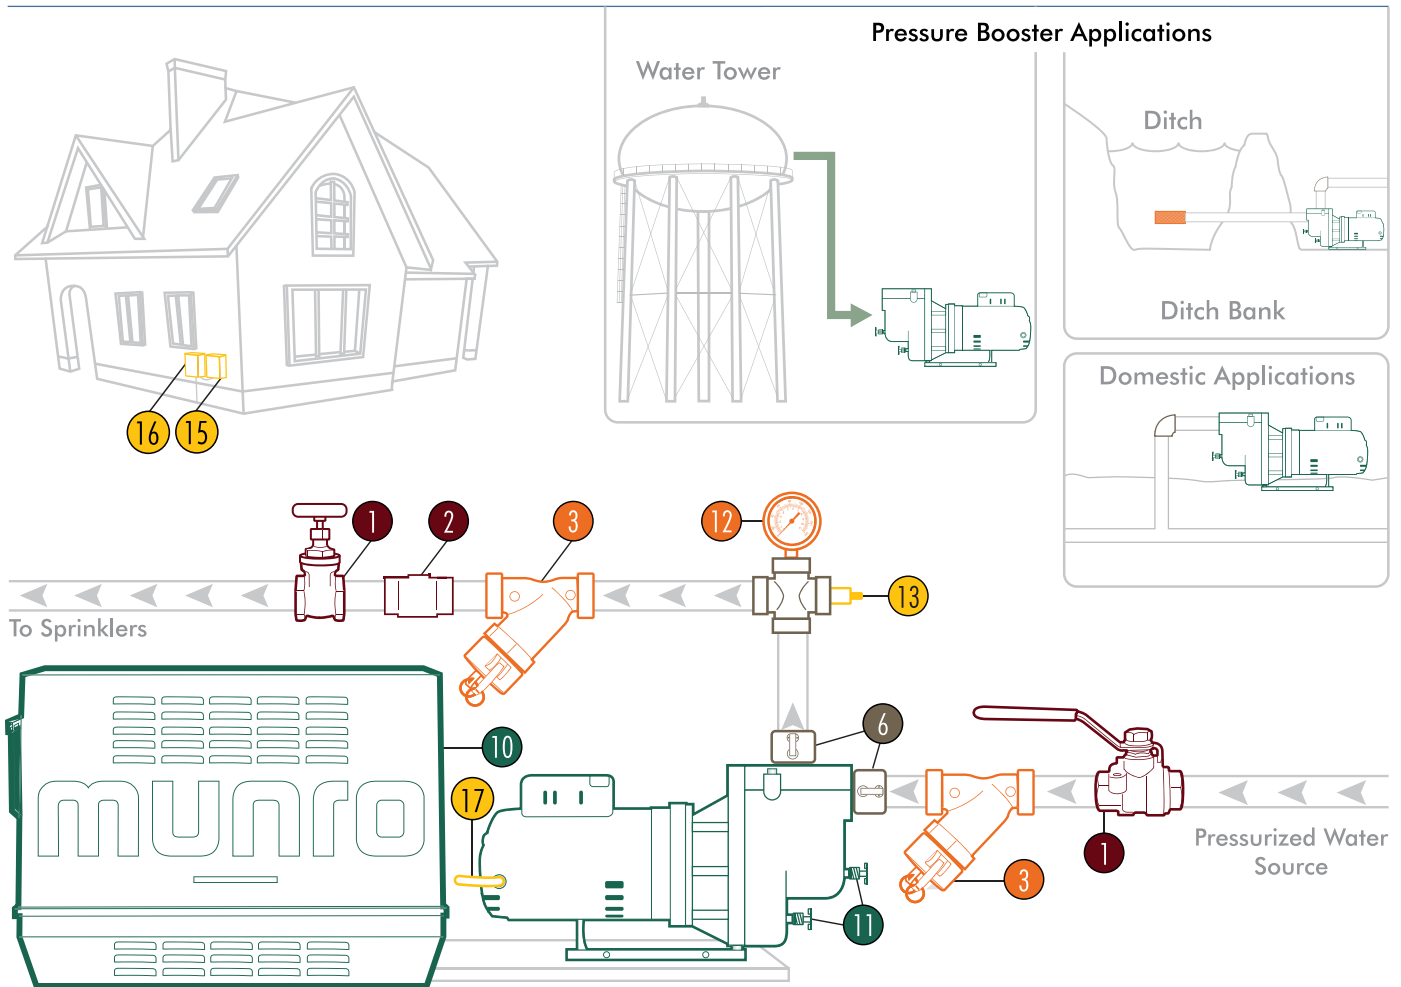 Pressure Booster Applications
Water Tower
Ditch
Ditch Bank
Domestic Applications
16
15
1
2
3
12
13
To Sprinklers
6
10
munro
17
1
Pressurized Water
Source
3
11